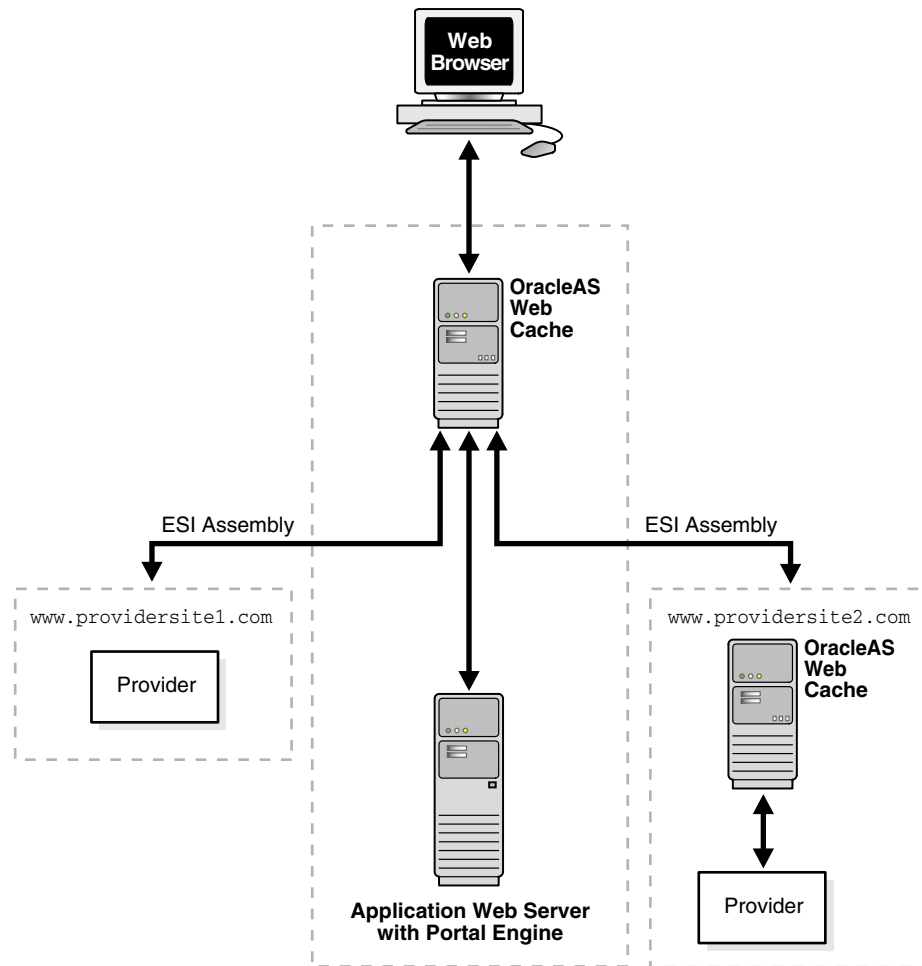 Web
Browser
OracleAS
Web
Cache
ESI Assembly
ESI Assembly
www.providersite1.com
Provider
www.providersite2.com
OracleAS
Web
Cache
Provider
Application Web Server
with Portal Engine